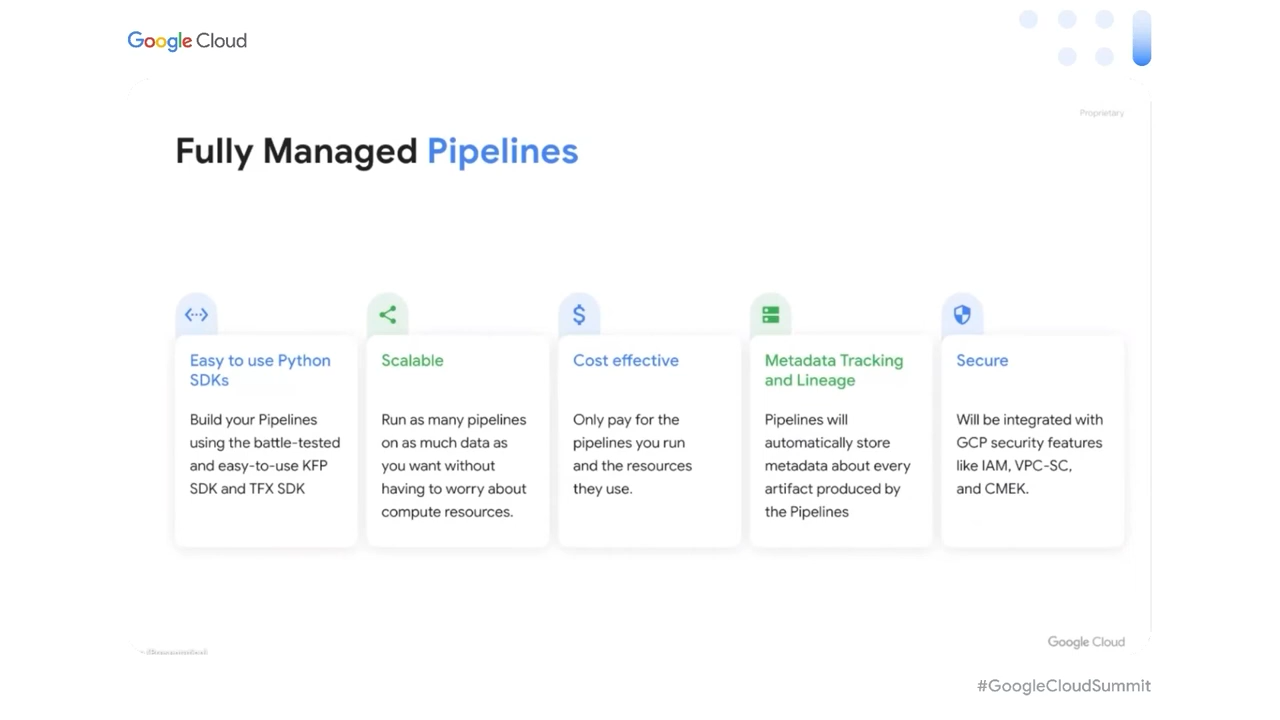 Google Cloud
Proprietary
Fully Managed Pipelines
Easy to use Python
SDKs
Build your Pipelines
using the battle-tested
and easy-to-use KFP
SDK and TFX SDK
Scalable
Run as many pipelines
on as much data as
you want without
having to worry about
compute resources.
$
Cost effective
Only pay for the
pipelines you run
and the resources
they use.
Metadata Tracking
and Lineage
Pipelines will
automatically store
metadata about every
artifact produced by
the Pipelines
Secure
Will be integrated with
GCP security features
like IAM, VPC-SC,
and CMEK.
Google Cloud
#GoogleCloudSummit